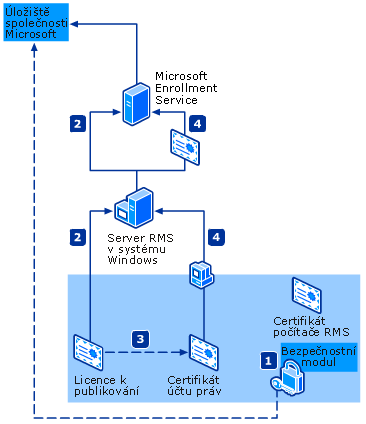 Úložiště
společnosti
Microsoft
Microsoft
Enrollment
Service
2
4
Server RMS
v systému
Windows
2
4
3
Certifikát
počítače RMS
Licence k
publikování
Certifikát
účtu práv
1
Bezpečnostní
modul